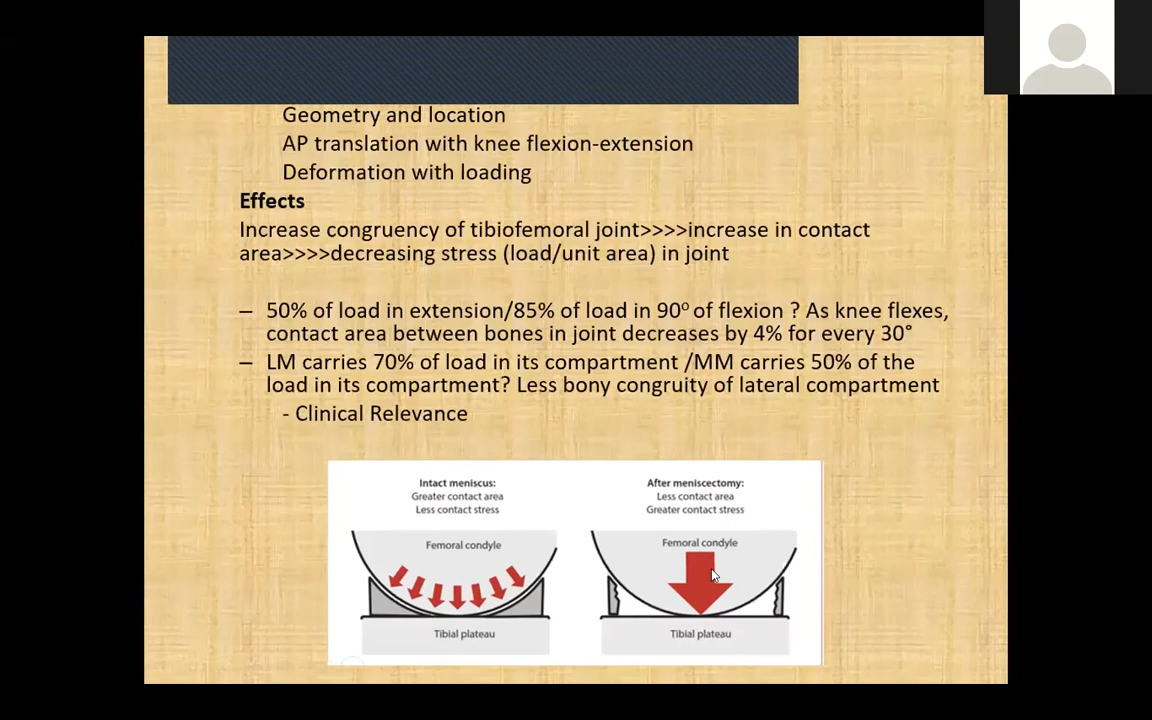 Geometry and location
AP translation with knee flexion-extension
Deformation with loading
Effects
Increase congruency of tibiofemoral joint>>>>increase in contact
area>>>>decreasing stress (load/unit area) in joint
– 50% of load in extension/85% of load in 90º of flexion ? As knee flexes,
contact area between bones in joint decreases by 4% for every 30°
– LM carries 70% of load in its compartment /MM carries 50% of the
load in its compartment? Less bony congruity of lateral compartment
- Clinical Relevance
Intact meniscus:
Greater contact area
Less contact stress
Femoral condyle
Tibial plateau
After meniscectomy:
Less contact area
Greater contact stress
Femoral condyle
Tibial plateau